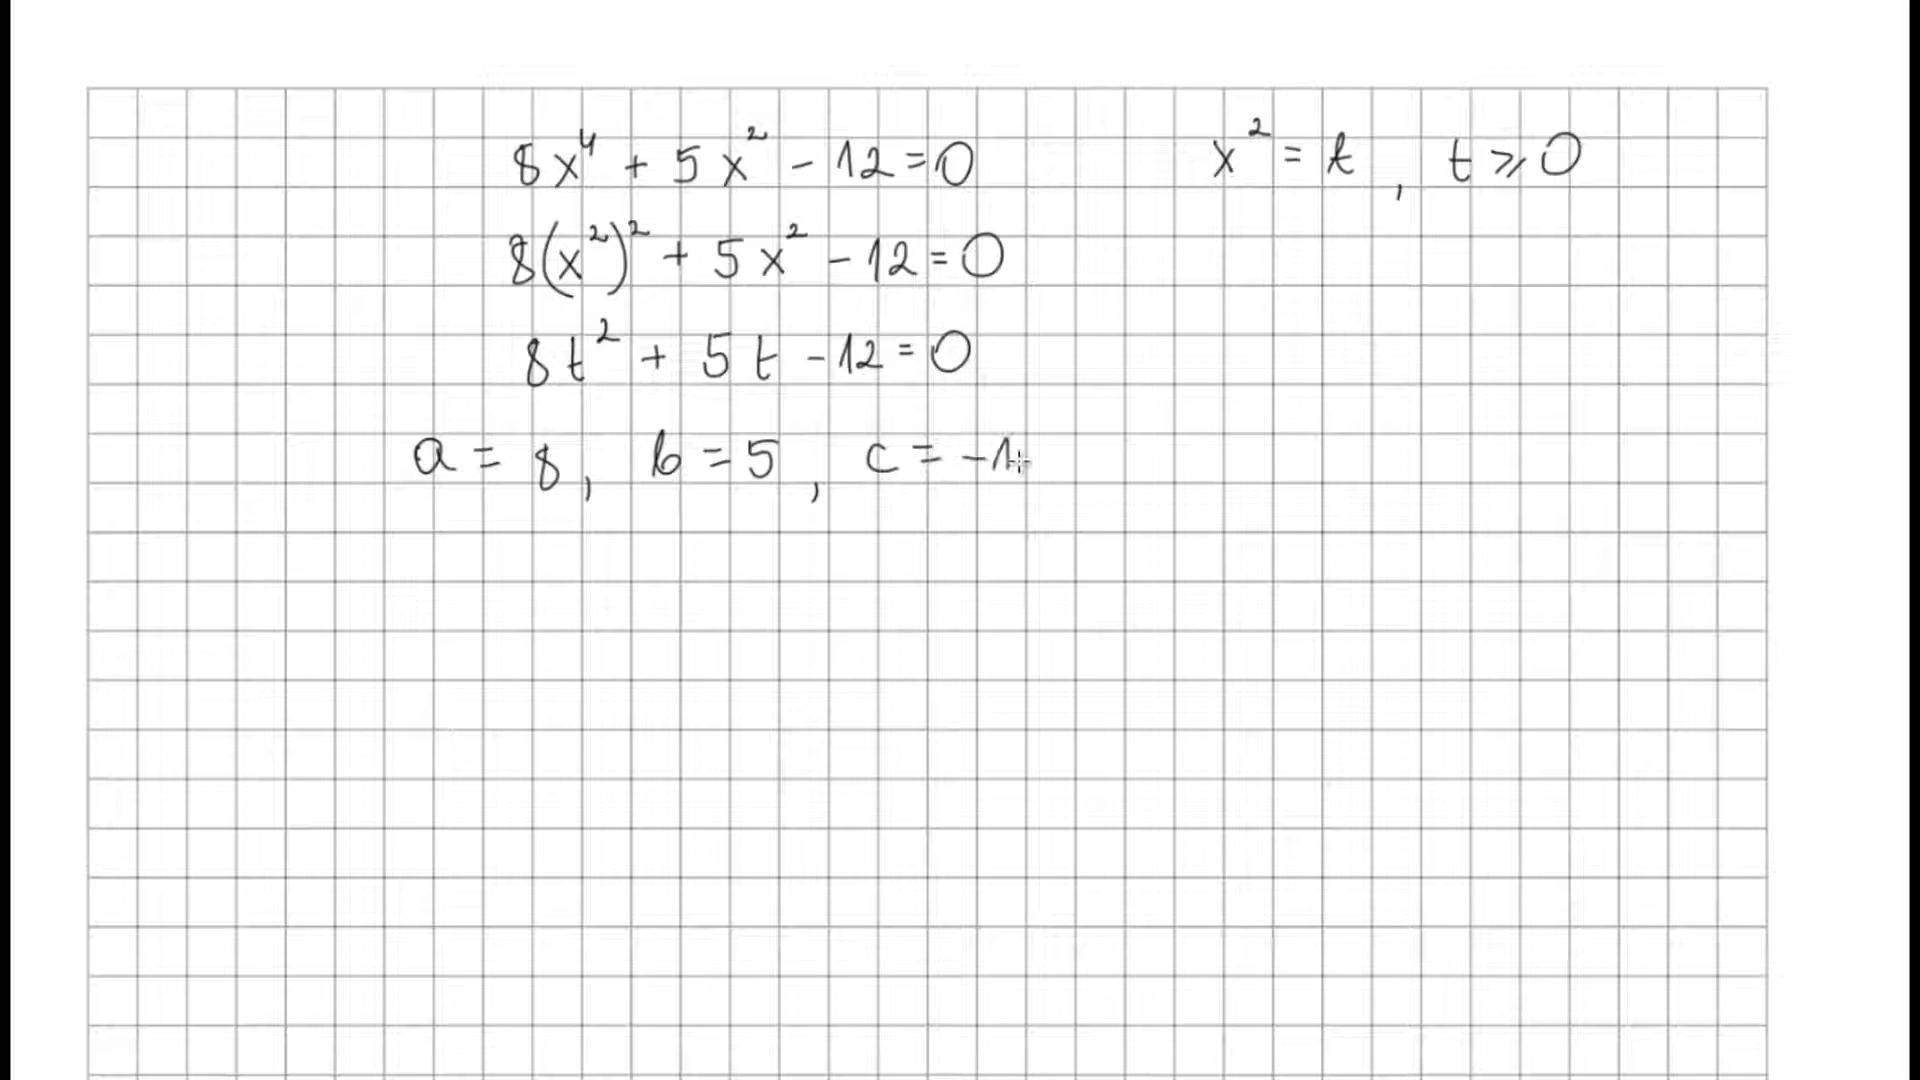 8x⁴ + 5x² - 12 = 0 x² = t, t ⩾ 0
8(x²)² + 5x² - 12 = 0
8t² + 5t - 12 = 0
a = 8, b = 5, c = -1